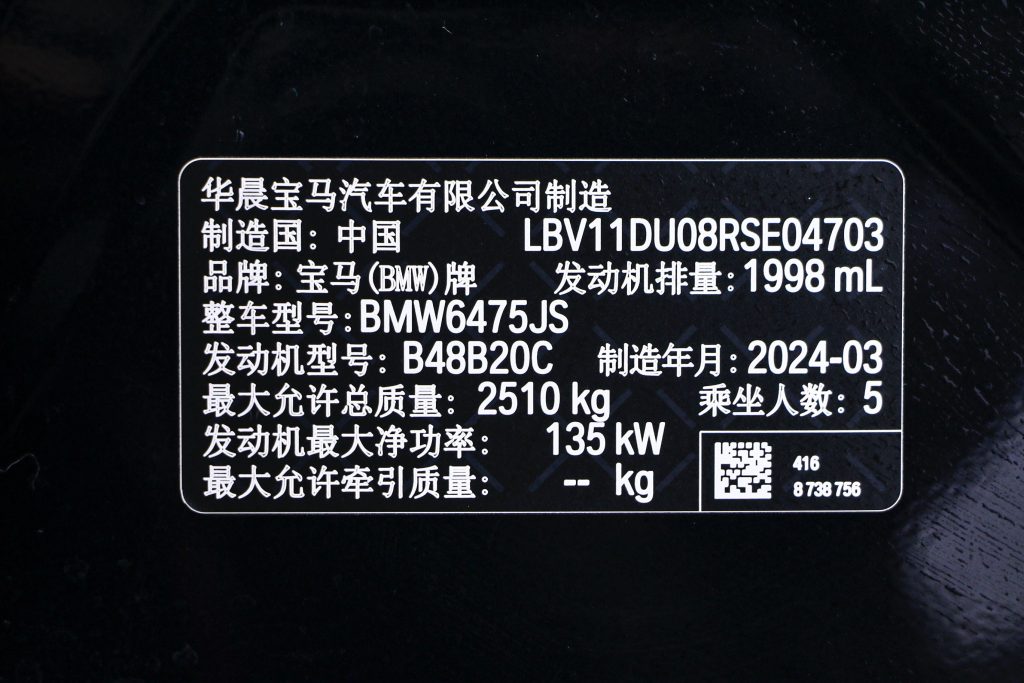 华晨宝马汽车有限公司制造
制造国：中国 LBV11DU08RSE04703
品牌：宝马(BMW)牌 发动机排量：1998 mL
整车型号：BMW6475JS
发动机型号：B48B20C 制造年月：2024-03
最大允许总质量：2510 kg 乘坐人数：5
发动机最大净功率：135 kW
最大允许牵引质量：-- kg
416
8 738 756